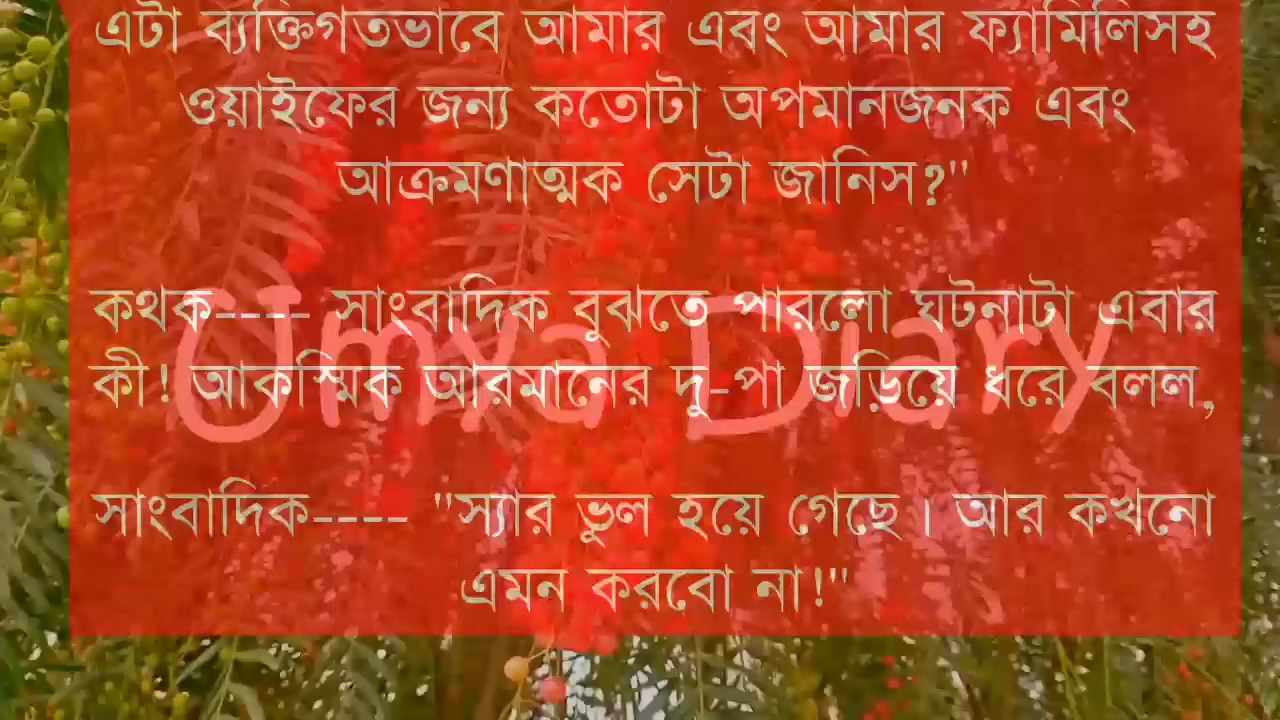 এটা ব্যক্তিগতভাবে আমার এবং আমার ফ্যামিলিসহ
ওয়াইফের জন্য কতোটা অপমানজনক এবং
আক্রমণাত্মক সেটা জানিস?"
কথক---- সাংবাদিক বুঝতে পারলো ঘটনাটা এবার
কী! আকস্মিক আরমানের দু-পা জড়িয়ে ধরে বলল,
Umya Diary
সাংবাদিক---- "স্যার ভুল হয়ে গেছে। আর কখনো
এমন করবো না!"